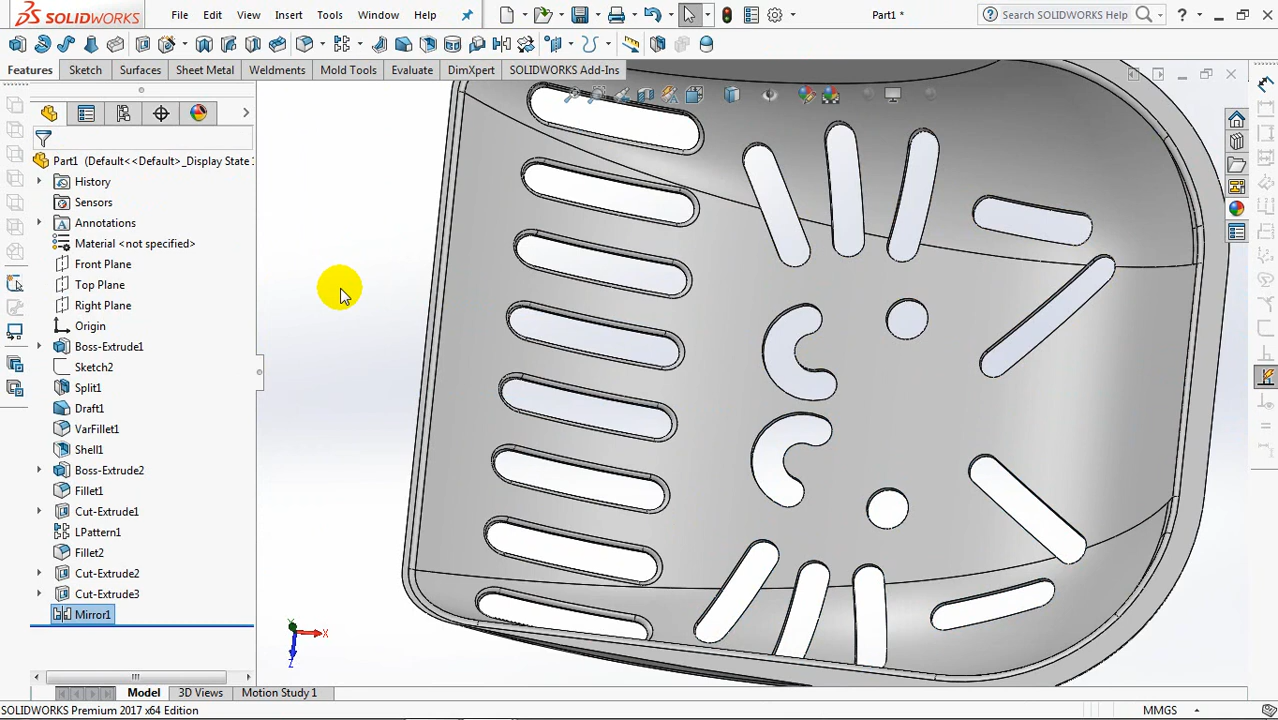 SOLIDWORKS File Edit View Insert Tools Window Help Part1 * Search SOLIDWORKS Help ?
Features Sketch Surfaces Sheet Metal Weldments Mold Tools Evaluate DimXpert SOLIDWORKS Add-Ins
Part1 (Default<<Default>_Display State
History
Sensors
Annotations
Material <not specified>
Front Plane
Top Plane
Right Plane
Origin
Boss-Extrude1
Sketch2
Split1
Draft1
VarFillet1
Shell1
Boss-Extrude2
Fillet1
Cut-Extrude1
LPattern1
Fillet2
Cut-Extrude2
Cut-Extrude3
Mirror1
Y
X
Z
Model 3D Views Motion Study 1
SOLIDWORKS Premium 2017 x64 Edition MMGS